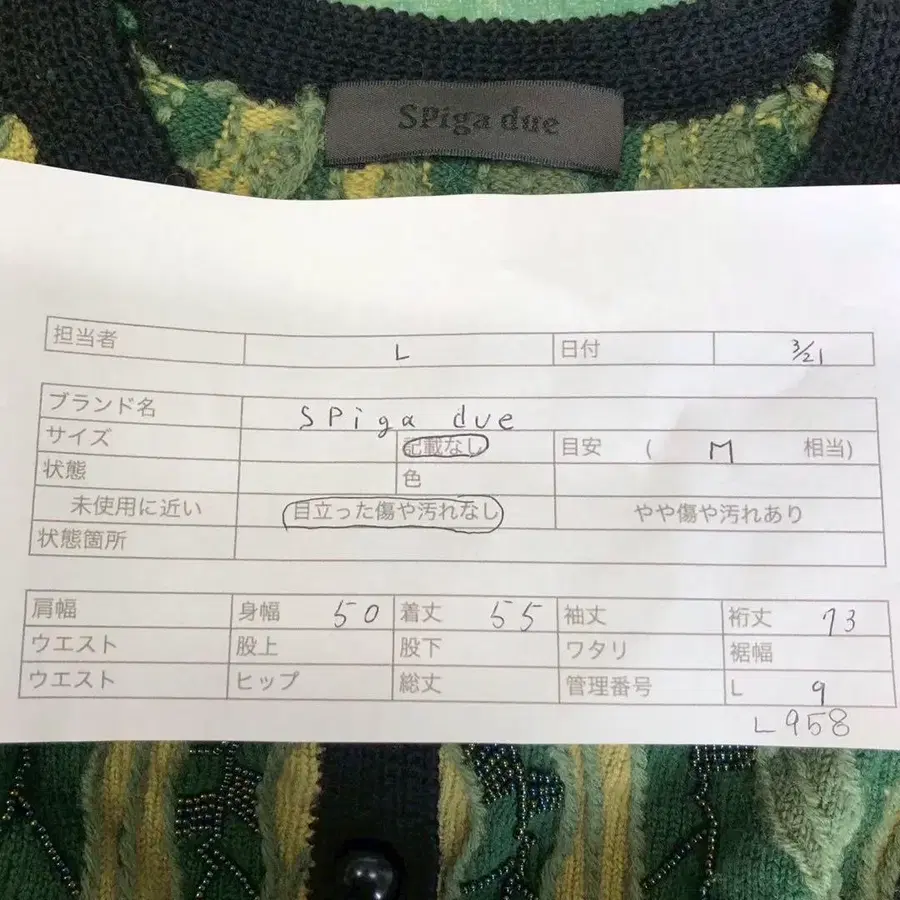 SPiga due
担当者 L 日付 3/21
ブランド名 SPiga due
サイズ 記載なし 目安 ( M 相当)
状態 色
未使用に近い 目立った傷や汚れなし やや傷や汚れあり
状態箇所
肩幅 身幅 50 着丈 55 袖丈 裄丈 73
ウエスト 股上 股下 ワタリ 裾幅
ウエスト ヒップ 総丈 管理番号 L 9
L958